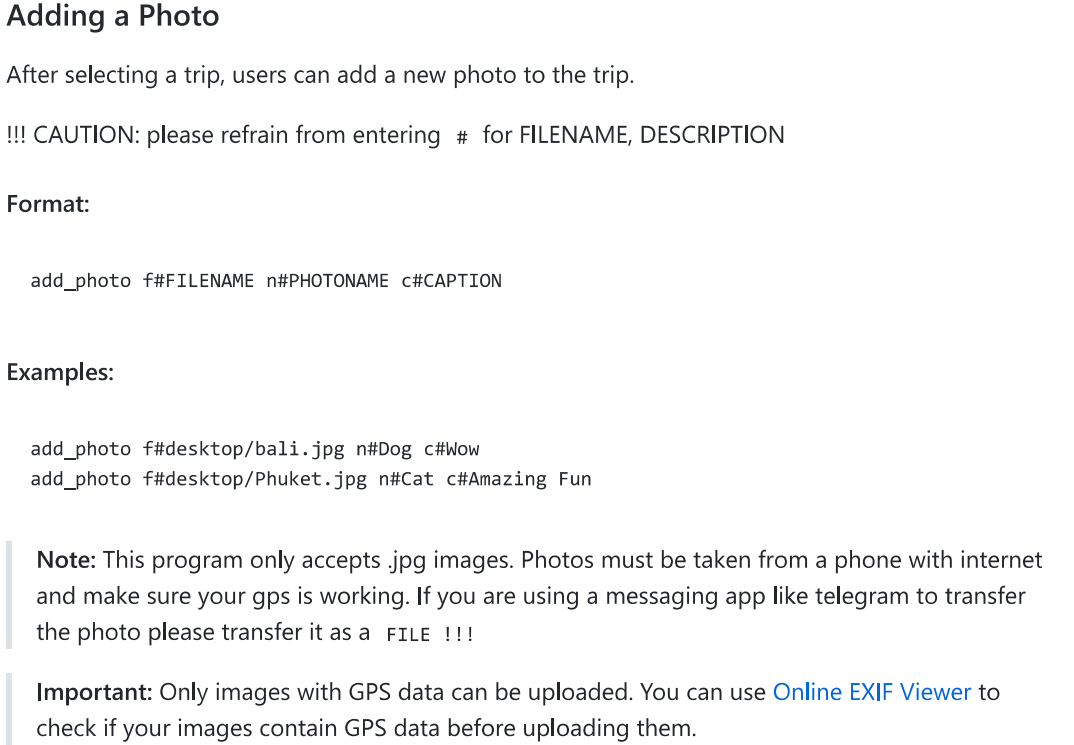 Adding a Photo
After selecting a trip, users can add a new photo to the trip.
!!! CAUTION: please refrain from entering # for FILENAME, DESCRIPTION
Format:
add_photo f#FILENAME n#PHOTONAME c#CAPTION
Examples:
add_photo f#desktop/bali.jpg n#Dog c#Wow
add_photo f#desktop/Phuket.jpg n#Cat c#Amazing Fun
Note: This program only accepts .jpg images. Photos must be taken from a phone with internet
and make sure your gps is working. If you are using a messaging app like telegram to transfer
the photo please transfer it as a FILE !!!
Important: Only images with GPS data can be uploaded. You can use Online EXIF Viewer to
check if your images contain GPS data before uploading them.